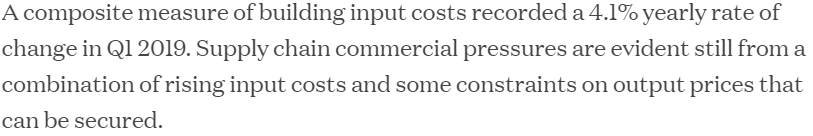 A composite measure of building input costs recorded a 4.1% yearly rate of
change in Q1 2019. Supply chain commercial pressures are evident still from a
combination of rising input costs and some constraints on output prices that
can be secured.